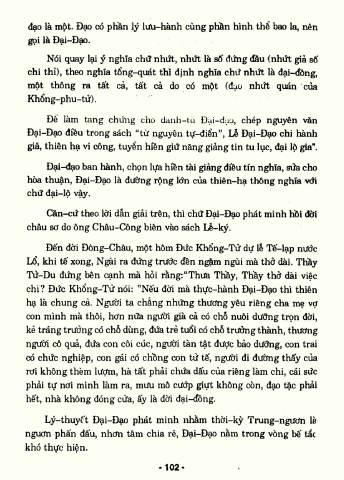 đạo là một. Đạo có phần lý lưu-hành cùng phần hình thể bao la, nên
gọi là Đại-Đạo.
Nói quay lại ý nghĩa chữ nhứt, nhứt là số đứng đầu (nhứt giả số
chi thỉ), theo nghĩa tổng-quát thì định nghĩa chữ nhứt là đại-đồng,
một thông ra tất cả, tất cả do có một (đạo nhứt quán của
Khổng-phu-tử).
Để làm tang chứng cho danh-từ Đại-đạo, chép nguyên văn
Đại-Đạo điều trong sách "từ nguyên tự-điển", Lễ Đại-Đạo chi hành
giả, thiên hạ vi công, tuyển hiền giữ năng giảng tin tu lục, đại lộ gia".
Đại-đạo ban hành, chọn lựa hiền tài giảng điều tín nghĩa, sửa cho
hòa thuận, Đại-Đạo là đường rộng lớn của thiên-hạ thông nghĩa với
chữ đại-lộ vậy.
Căn-cứ theo lời dẫn giải trên, thì chữ Đại-Đạo phát minh hồi đời
châu sơ do ông Châu-Công biên vào sách Lễ-ký.
Đến đời Đông-Châu, một hôm Đức Khổng-Tử dự lễ Tế-lạp nước
Lổ, khi tế xong, Ngài ra đứng trước đền ngậm ngùi mà thở dài. Thầy
Tử-Du đứng bên cạnh mà hỏi rằng:"Thưa Thầy, Thầy thở dài việc
chi? Đức Khổng-Tử nói: "Nếu đời mà thực-hành Đại-Đạo thì thiên
hạ là chung cả. Người ta chẳng những thương yêu riêng cha mẹ vợ
con mình mà thôi, hơn nữa người già cả có chỗ nuôi dưỡng trọn đời,
kẻ tráng trưởng có chỗ dùng, đứa trẻ tuổi có chỗ trưởng thành, thương
người cô quả, đứa con côi cúc, người tàn tật được bảo dưỡng, con trai
có chức nghiệp, con gái có chồng con tử tế, người đi đường thấy của
rơi không thèm lượm, hà tất phải chứa dấu của riêng làm chi, cái sức
phải tự nơi mình làm ra, mưu mô cướp giựt không còn, đạo tặc phải
hết, nhà không đóng cửa, ấy là đời đại-đồng.
Lý-thuyết Đại-Đạo phát minh nhằm thời-kỳ Trung-ngươn là
ngươn phấn đấu, nhơn tâm chia rẽ, Đại-Đạo nằm trong vòng bế tắc
khó thực hiện.
- 102 -